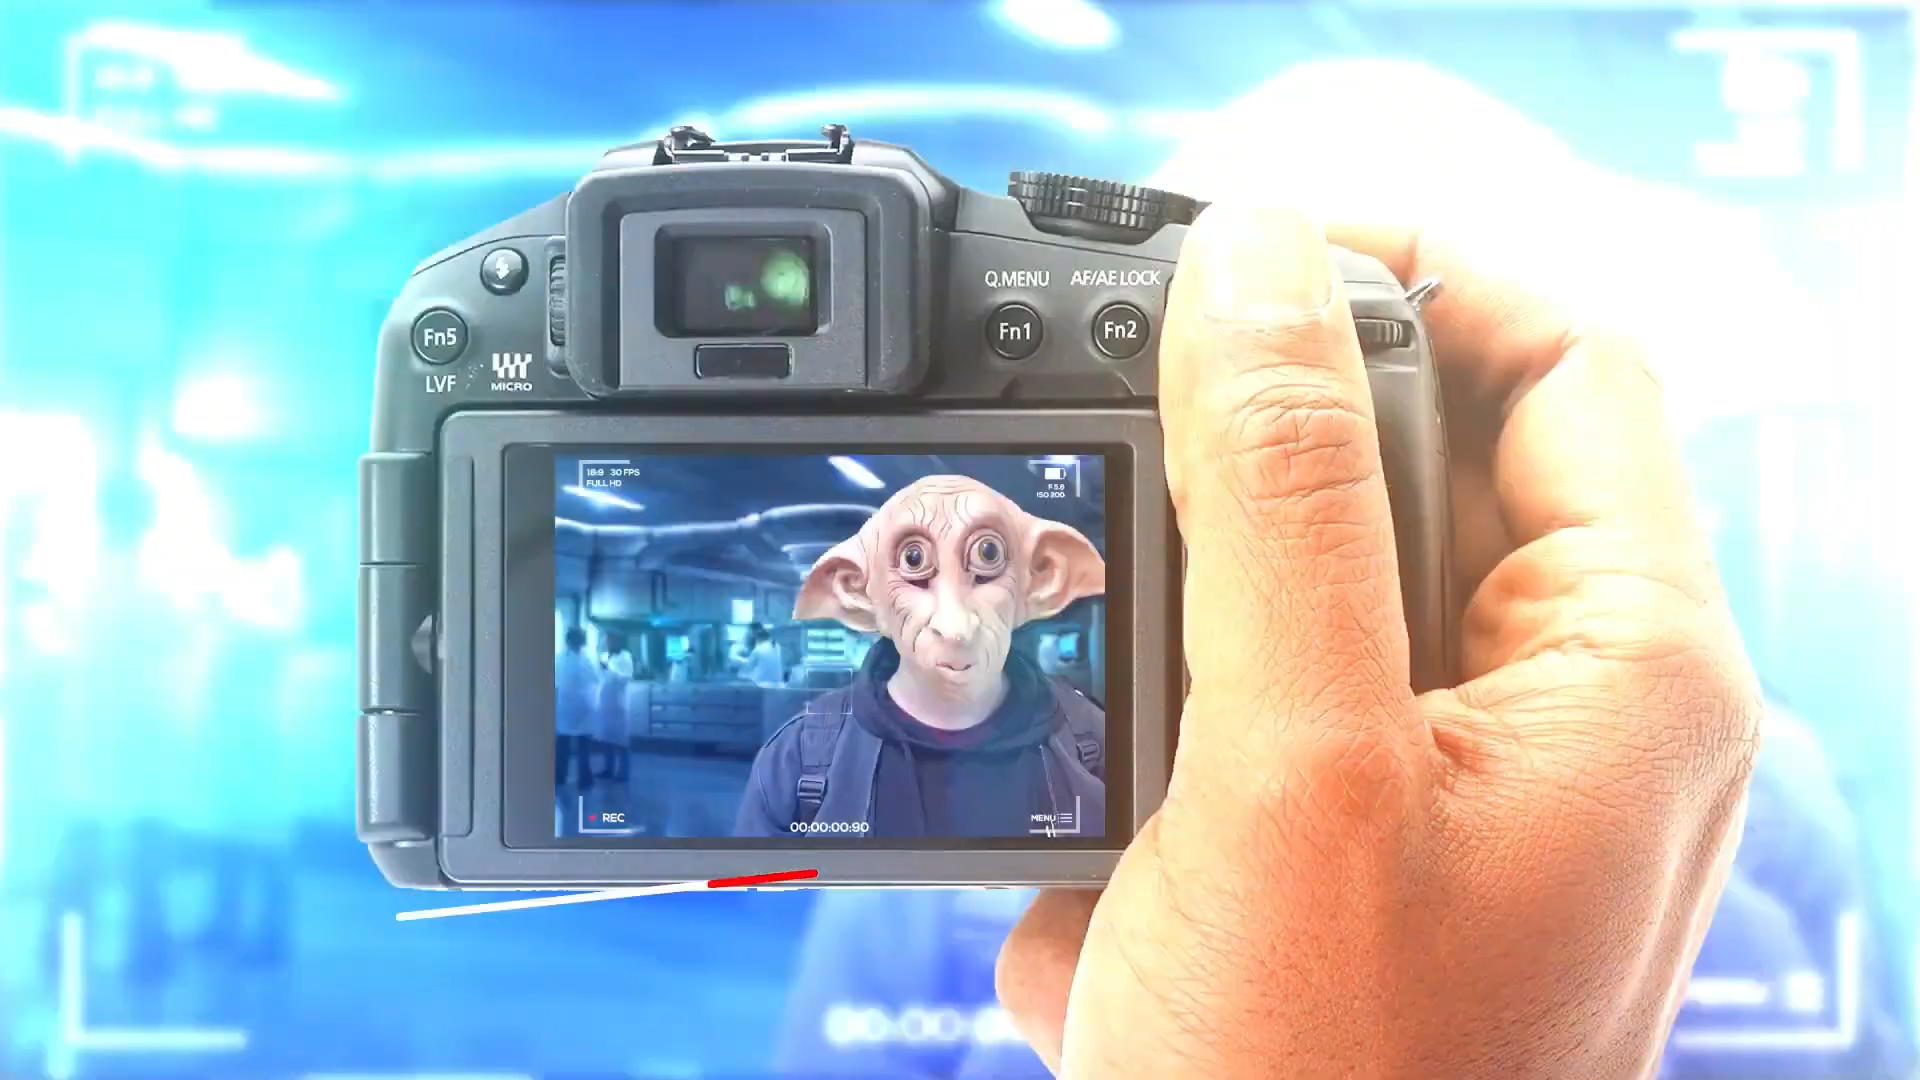 Q.MENU AF/AE LOCK
Fn5
Fn1
Fn2
LVF
MICRO
16:9 30 FPS
FULL HD
F 5.6
ISO 200
REC
00:00:00:90
MENU